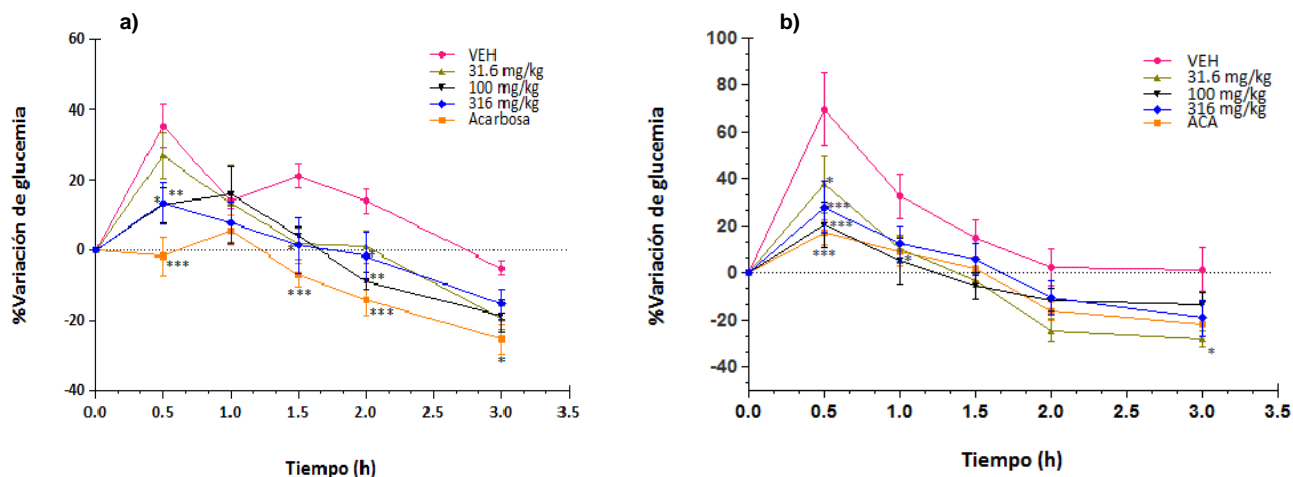 a)
%Variación de glucemia
60
40
20
0
-20
-40
VEH
31.6 mg/kg
100 mg/kg
316 mg/kg
Acarbosa
*
**
***
*
***
*
**
***
*
0.0 0.5 1.0 1.5 2.0 2.5 3.0 3.5
Tiempo (h)
b)
%Variación de glucemia
100
80
60
40
20
0
-20
-40
VEH
31.6 mg/kg
100 mg/kg
316 mg/kg
ACA
*
***
***
***
*
*
0.0 0.5 1.0 1.5 2.0 2.5 3.0 3.5
Tiempo (h)